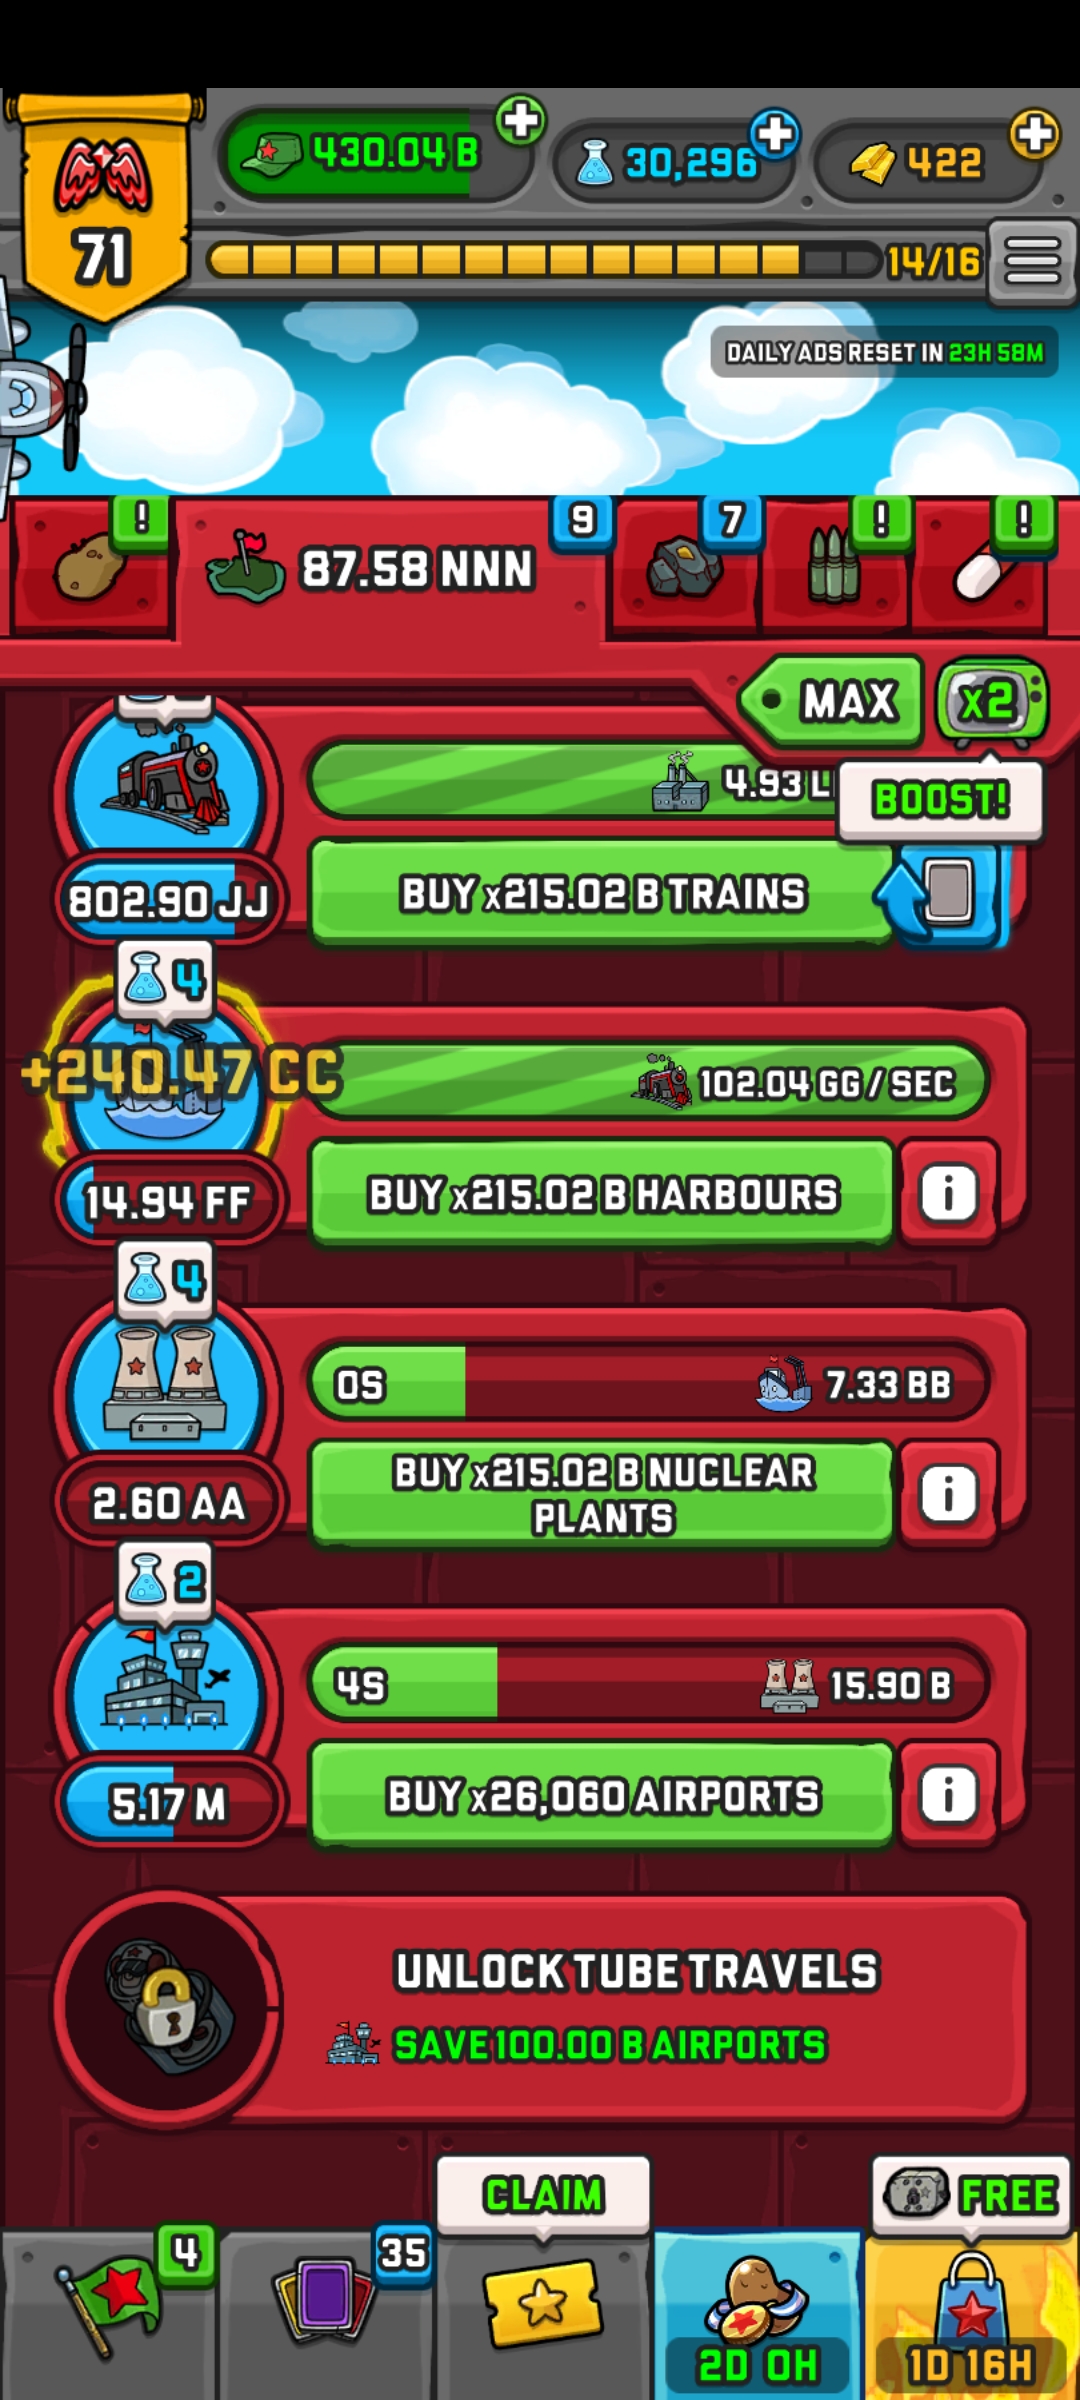 430.04 B
30,296
422
71
14/16
DAILY ADS RESET IN 23H 58M
!
87.58 NNN
9
7
!
!
MAX
x2
4.93
BOOST!
802.90 JJ
BUY x215.02 B TRAINS
4
+240.47 CC
102.04 GG / SEC
14.94 FF
BUY x215.02 B HARBOURS
i
4
0S
7.33 BB
2.60 AA
BUY x215.02 B NUCLEAR
PLANTS
i
2
4S
15.90 B
5.17 M
BUY x26,060 AIRPORTS
i
UNLOCK TUBE TRAVELS
SAVE 100.00 B AIRPORTS
CLAIM
FREE
4
35
2D 0H
1D 16H